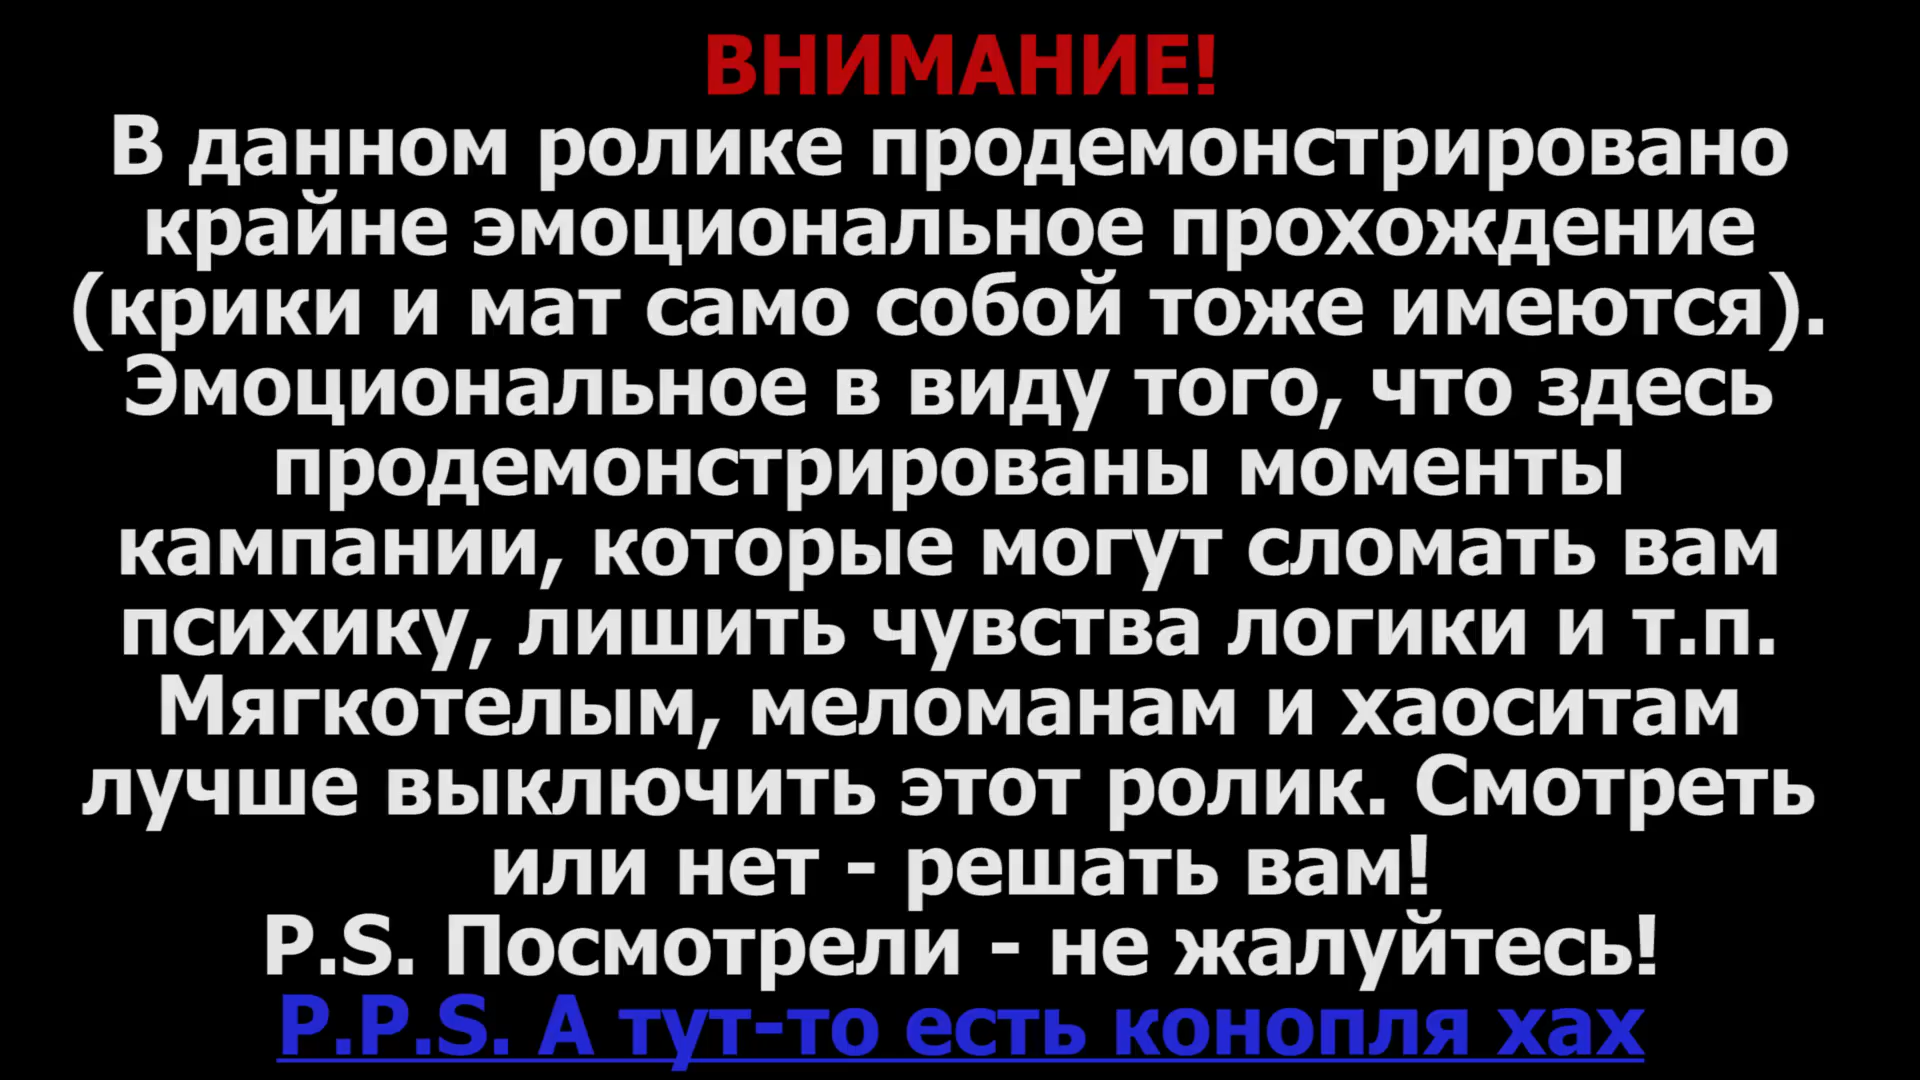 ВНИМАНИЕ!
В данном ролике продемонстрировано
крайне эмоциональное прохождение
(крики и мат само собой тоже имеются).
Эмоциональное в виду того, что здесь
продемонстрированы моменты
кампании, которые могут сломать вам
психику, лишить чувства логики и т.п.
Мягкотелым, меломанам и хаоситам
лучше выключить этот ролик. Смотреть
или нет - решать вам!
P.S. Посмотрели - не жалуйтесь!
P.P.S. А тут-то есть конопля хах